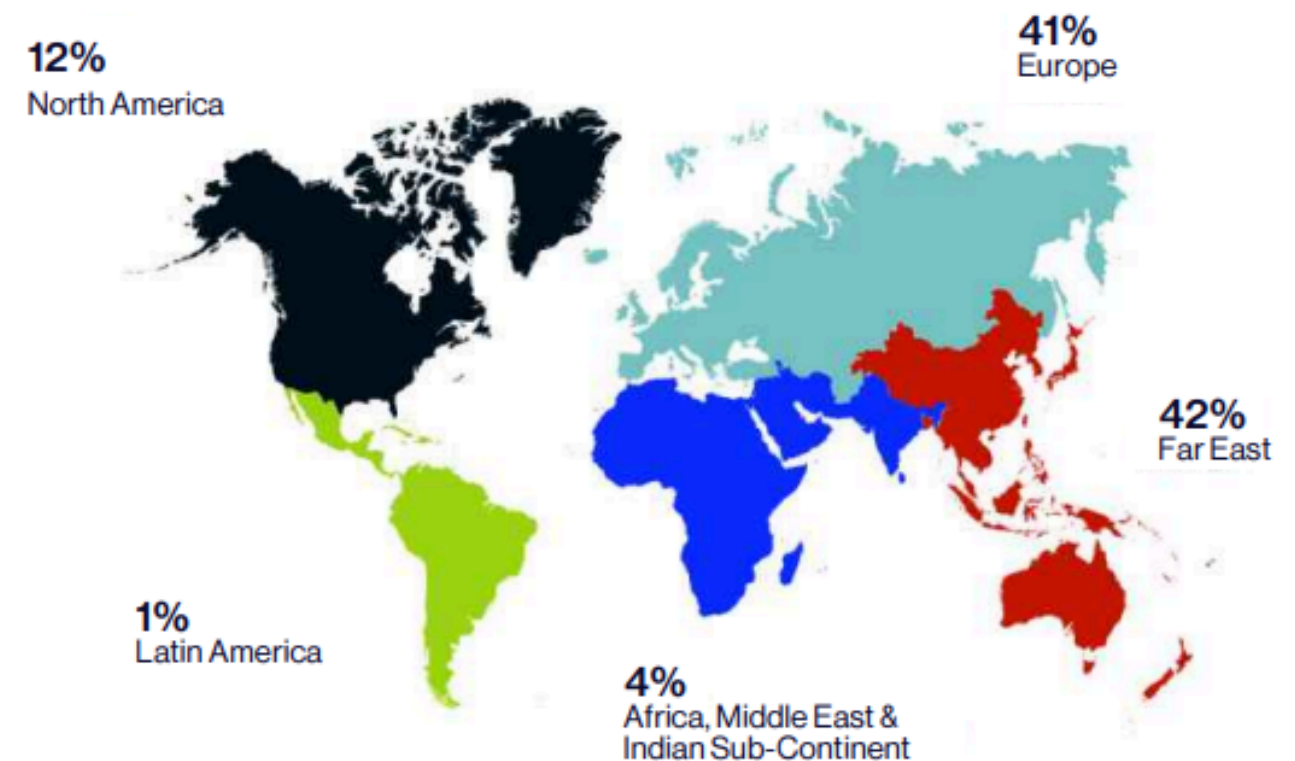 12%
North America
41%
Europe
42%
Far East
1%
Latin America
4%
Africa, Middle East &
Indian Sub-Continent